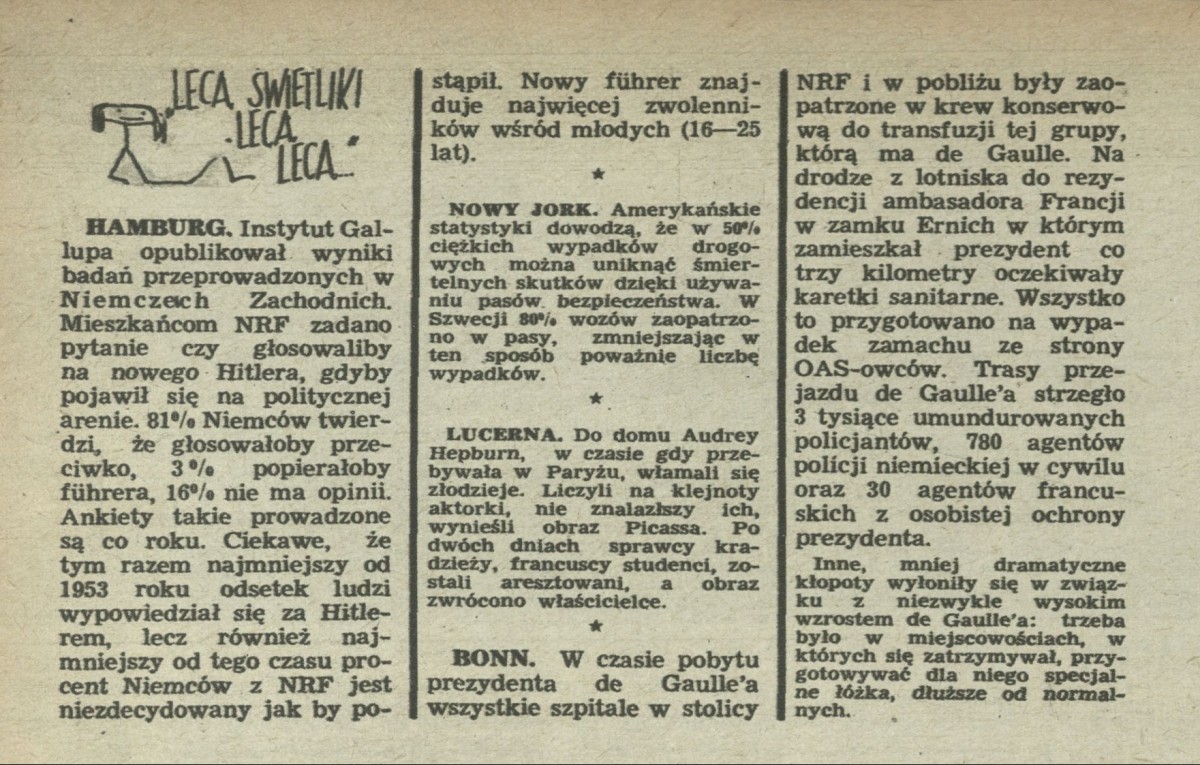 „LECĄ ŚWIETLIKI
LECĄ
LECĄ..."
HAMBURG. Instytut Gal-
lupa opublikował wyniki
badań przeprowadzonych w
Niemczech Zachodnich.
Mieszkańcom NRF zadano
pytanie czy głosowaliby
na nowego Hitlera, gdyby
pojawił się na politycznej
arenie. 81% Niemców twier-
dzi, że głosowałoby prze-
ciwko, 3% popierałoby
führera, 16% nie ma opinii.
Ankiety takie prowadzone
są co roku. Ciekawe, że
tym razem najmniejszy od
1953 roku odsetek ludzi
wypowiedział się za Hitle-
rem, lecz również naj-
mniejszy od tego czasu pro-
cent Niemców z NRF jest
niezdecydowany jak by po-
stąpił. Nowy führer znaj-
duje najwięcej zwolenni-
ków wśród młodych (16—25
lat).
★
NOWY JORK. Amerykańskie
statystyki dowodzą, że w 50%
ciężkich wypadków drogo-
wych można uniknąć śmier-
telnych skutków dzięki używa-
niu pasów bezpieczeństwa. W
Szwecji 80% wozów zaopatrzo-
no w pasy, zmniejszając w
ten sposób poważnie liczbę
wypadków.
★
LUCERNA. Do domu Audrey
Hepburn, w czasie gdy prze-
bywała w Paryżu, włamali się
złodzieje. Liczyli na klejnoty
aktorki, nie znalazłszy ich,
wynieśli obraz Picassa. Po
dwóch dniach sprawcy kra-
dzieży, francuscy studenci, zo-
stali aresztowani, a obraz
zwrócono właścicielce.
★
BONN. W czasie pobytu
prezydenta de Gaulle'a
wszystkie szpitale w stolicy
NRF i w pobliżu były zao-
patrzone w krew konserwo-
wą do transfuzji tej grupy,
którą ma de Gaulle. Na
drodze z lotniska do rezy-
dencji ambasadora Francji
w zamku Ernich w którym
zamieszkał prezydent co
trzy kilometry oczekiwały
karetki sanitarne. Wszystko
to przygotowano na wypa-
dek zamachu ze strony
OAS-owców. Trasy prze-
jazdu de Gaulle'a strzegło
3 tysiące umundurowanych
policjantów, 780 agentów
policji niemieckiej w cywilu
oraz 30 agentów francu-
skich z osobistej ochrony
prezydenta.
Inne, mniej dramatyczne
kłopoty wyłoniły się w związ-
ku z niezwykle wysokim
wzrostem de Gaulle'a: trzeba
było w miejscowościach, w
których się zatrzymywał, przy-
gotowywać dla niego specjal-
ne łóżka, dłuższe od normal-
nych.